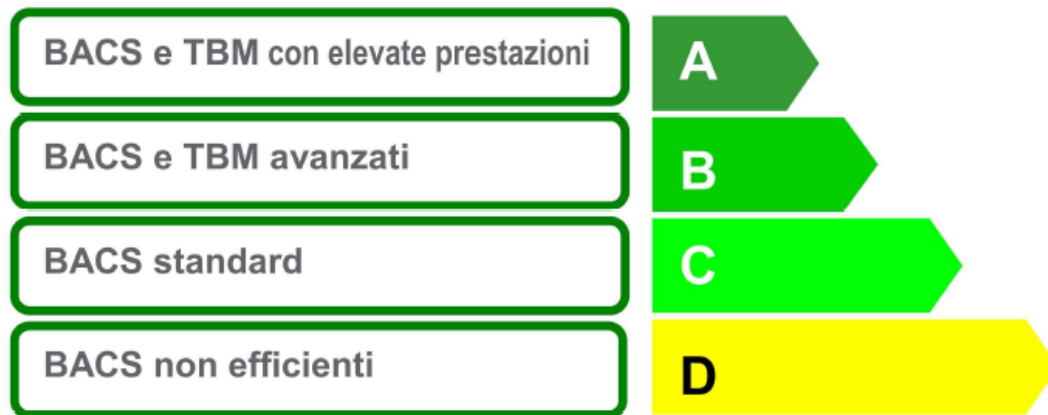 BACS e TBM con elevate prestazioni
A
BACS e TBM avanzati
B
BACS standard
C
BACS non efficienti
D